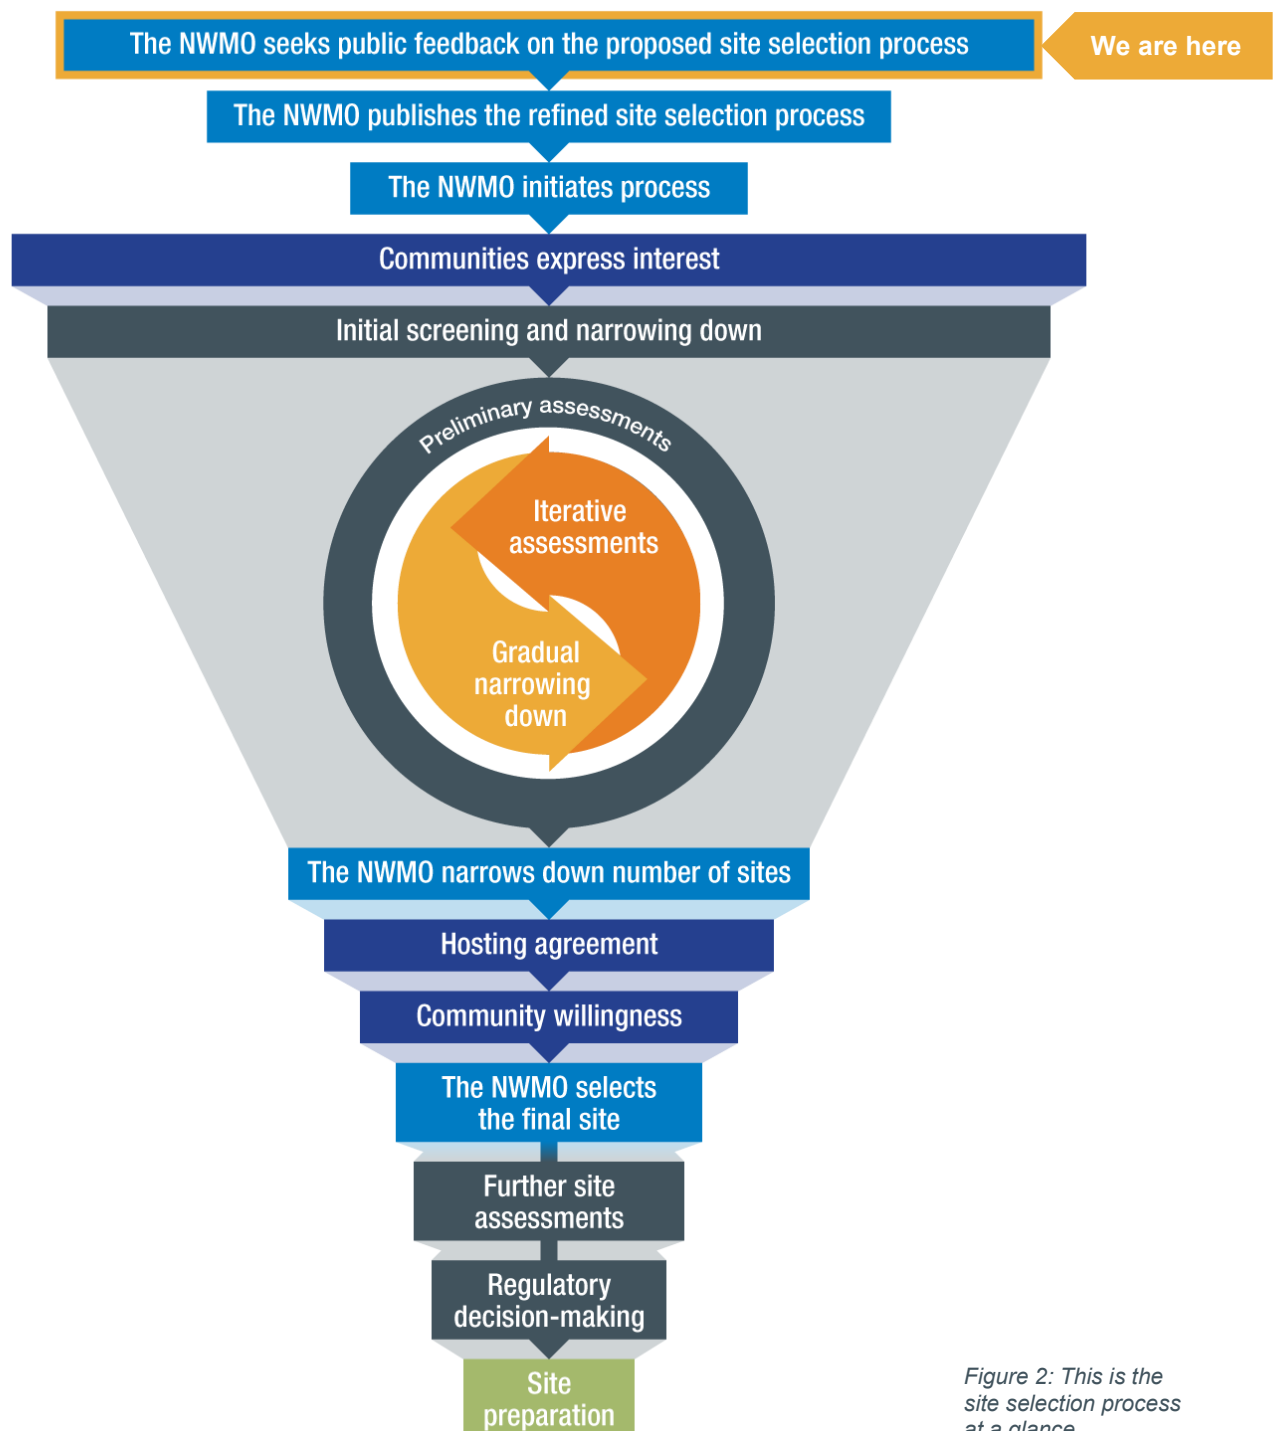 The NWMO seeks public feedback on the proposed site selection process
We are here
The NWMO publishes the refined site selection process
The NWMO initiates process
Communities express interest
Initial screening and narrowing down
Preliminary assessments
Iterative
assessments
Gradual
narrowing
down
The NWMO narrows down number of sites
Hosting agreement
Community willingness
The NWMO selects
the final site
Further site
assessments
Regulatory
decision-making
Site
preparation
Figure 2: This is the
site selection process
at a glance